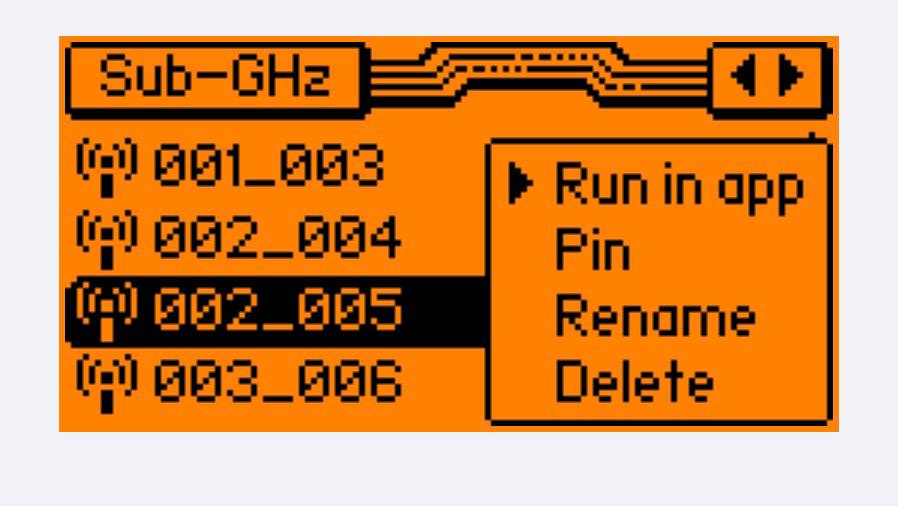 Sub-GHz
001_003
002_004
002_005
003_006
Run in app
Pin
Rename
Delete